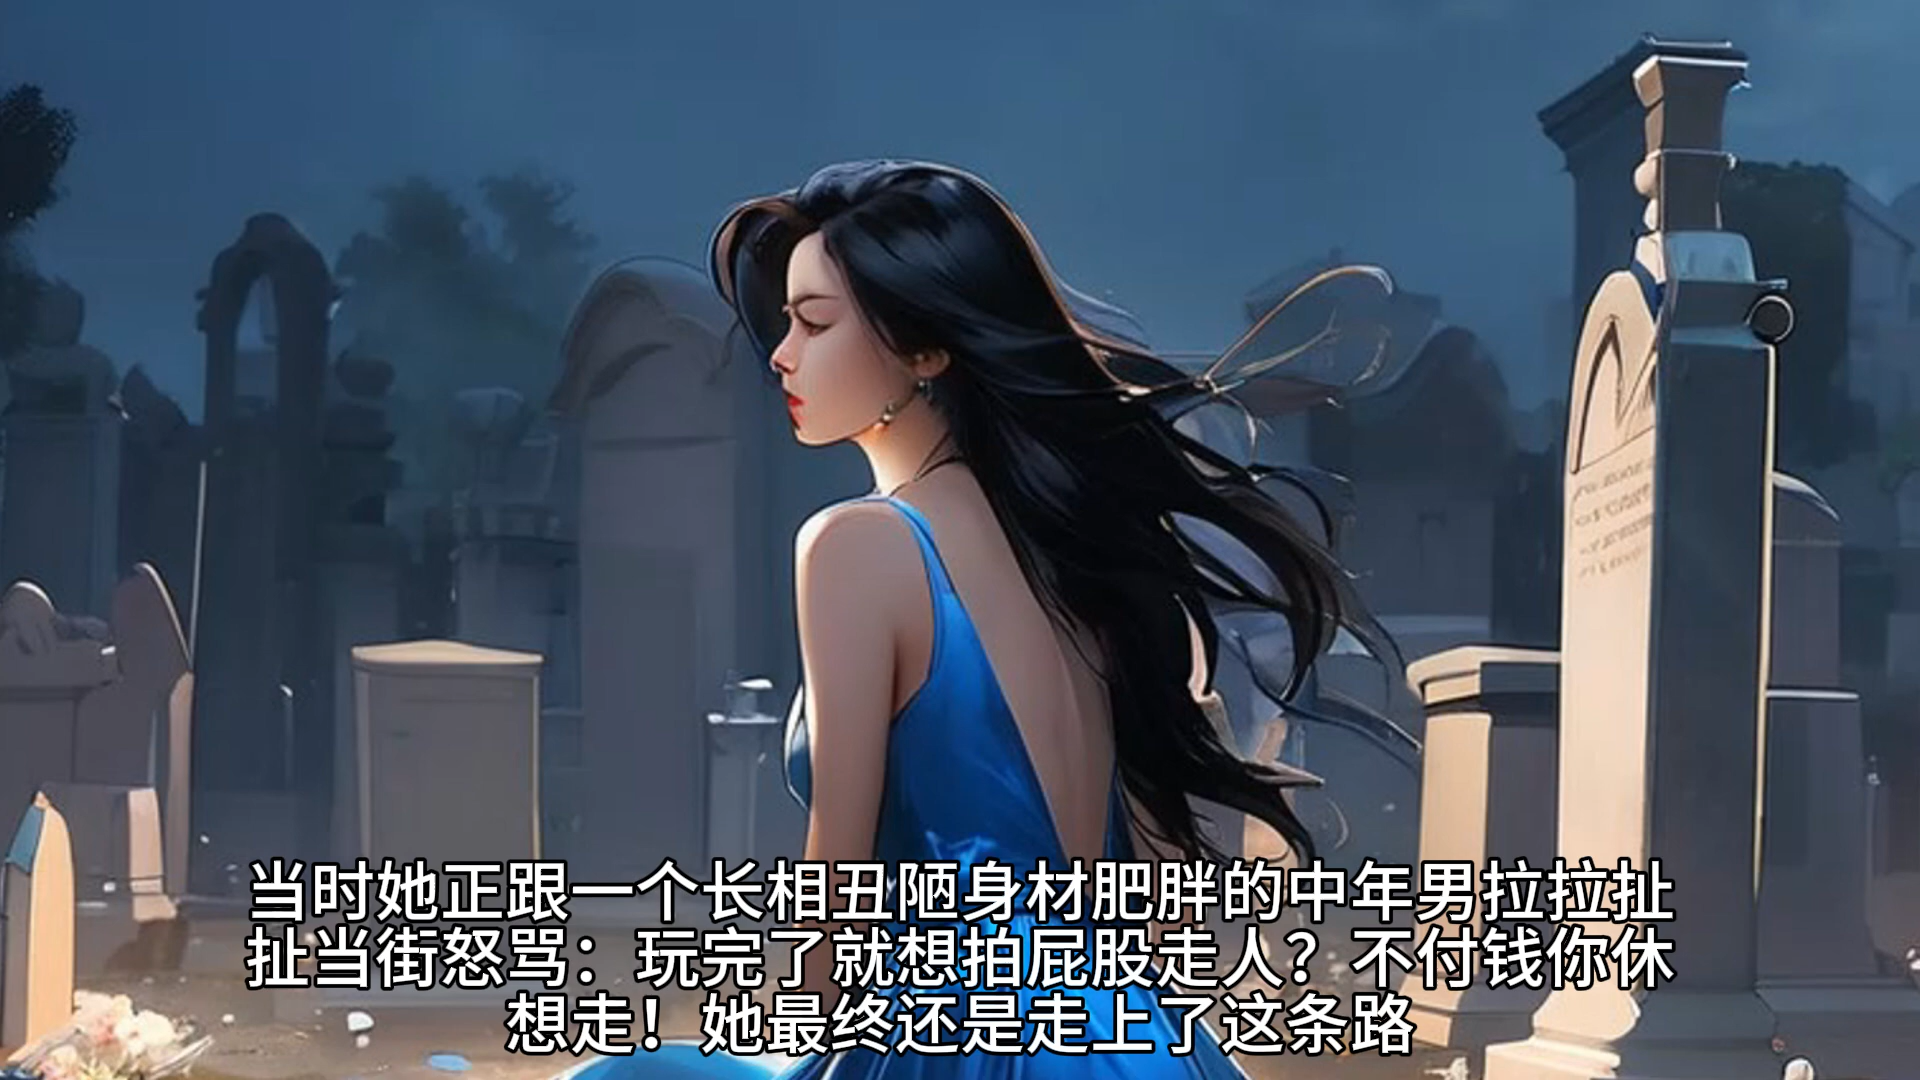 当时她正跟一个长相丑陋身材肥胖的中年男拉拉扯
扯当街怒骂：玩完了就想拍屁股走人？不付钱你休
想走！她最终还是走上了这条路